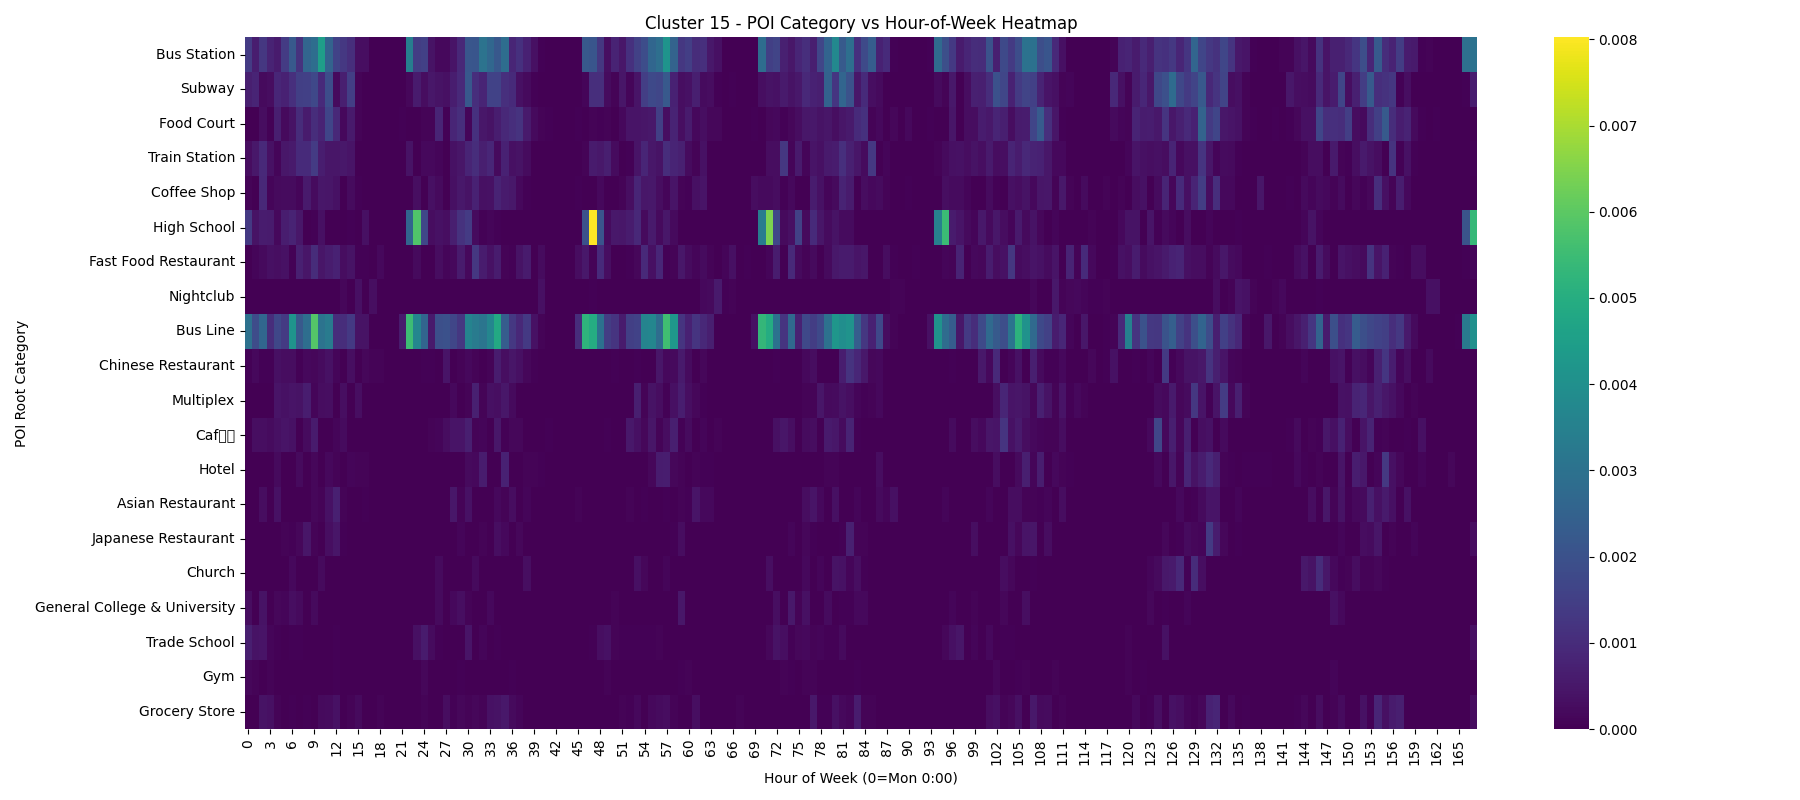 Cluster 15 - POI Category vs Hour-of-Week Heatmap
POI Root Category
Bus Station
Subway
Food Court
Train Station
Coffee Shop
High School
Fast Food Restaurant
Nightclub
Bus Line
Chinese Restaurant
Multiplex
Caf□□
Hotel
Asian Restaurant
Japanese Restaurant
Church
General College & University
Trade School
Gym
Grocery Store
0 3 6 9 12 15 18 21 24 27 30 33 36 39 42 45 48 51 54 57 60 63 66 69 72 75 78 81 84 87 90 93 96 99 102 105 108 111 114 117 120 123 126 129 132 135 138 141 144 147 150 153 156 159 162 165
Hour of Week (0=Mon 0:00)
0.008
0.007
0.006
0.005
0.004
0.003
0.002
0.001
0.000